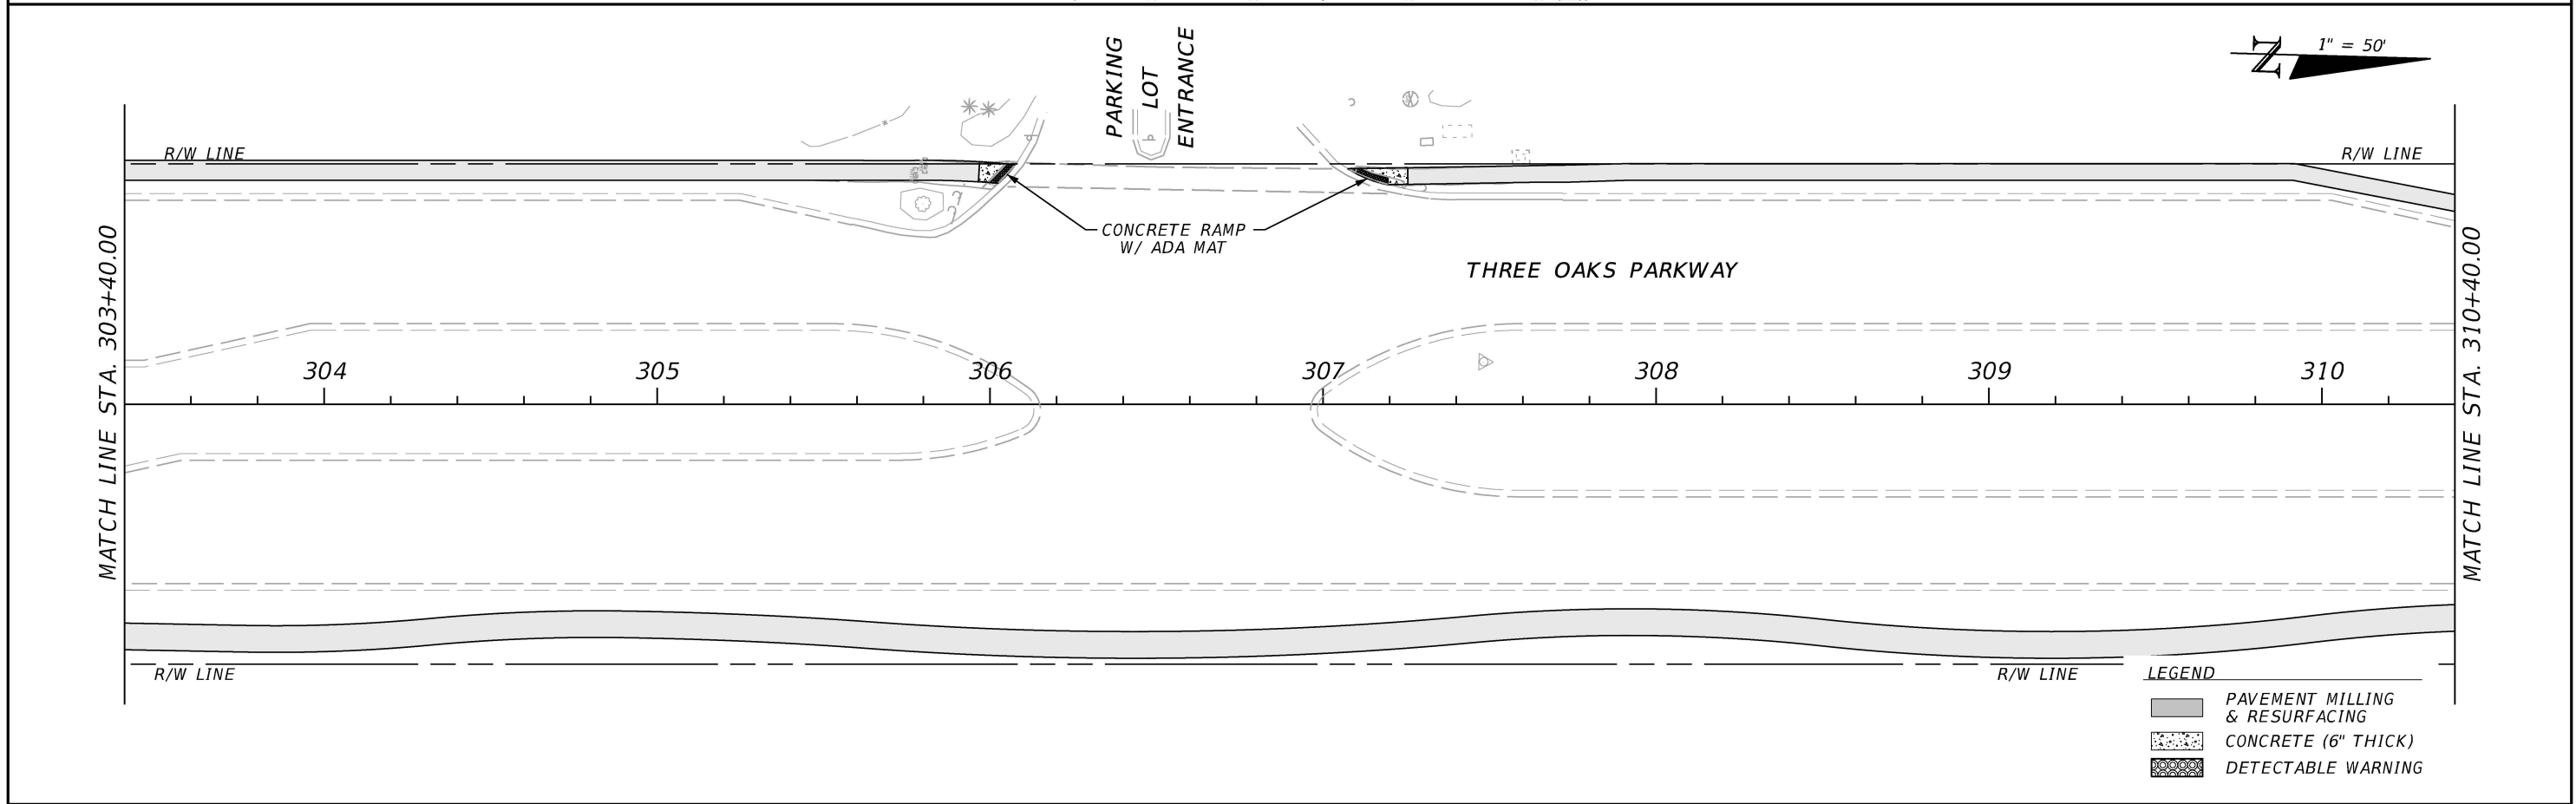 PARKING
LOT
ENTRANCE
N
1" = 50'
R/W LINE
R/W LINE
CONCRETE RAMP
W/ ADA MAT
THREE OAKS PARKWAY
MATCH LINE STA. 303+40.00
MATCH LINE STA. 310+40.00
304
305
306
307
308
309
310
R/W LINE
R/W LINE
LEGEND
PAVEMENT MILLING
& RESURFACING
CONCRETE (6" THICK)
DETECTABLE WARNING